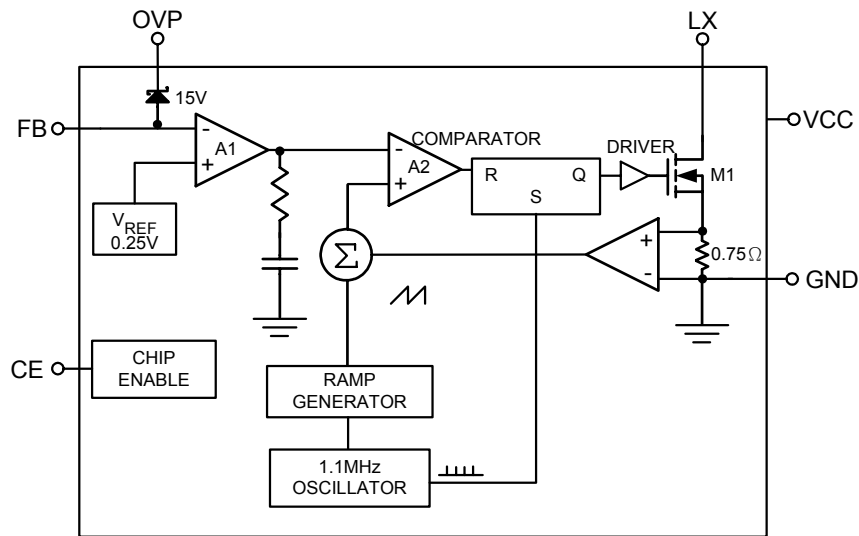 OVP
LX
15V
FB
VCC
COMPARATOR
DRIVER
-
A1
+
-
A2
+
R
Q
S
M1
VREF
0.25V
Σ
+
-
0.75Ω
GND
CE
CHIP
ENABLE
RAMP
GENERATOR
1.1MHz
OSCILLATOR